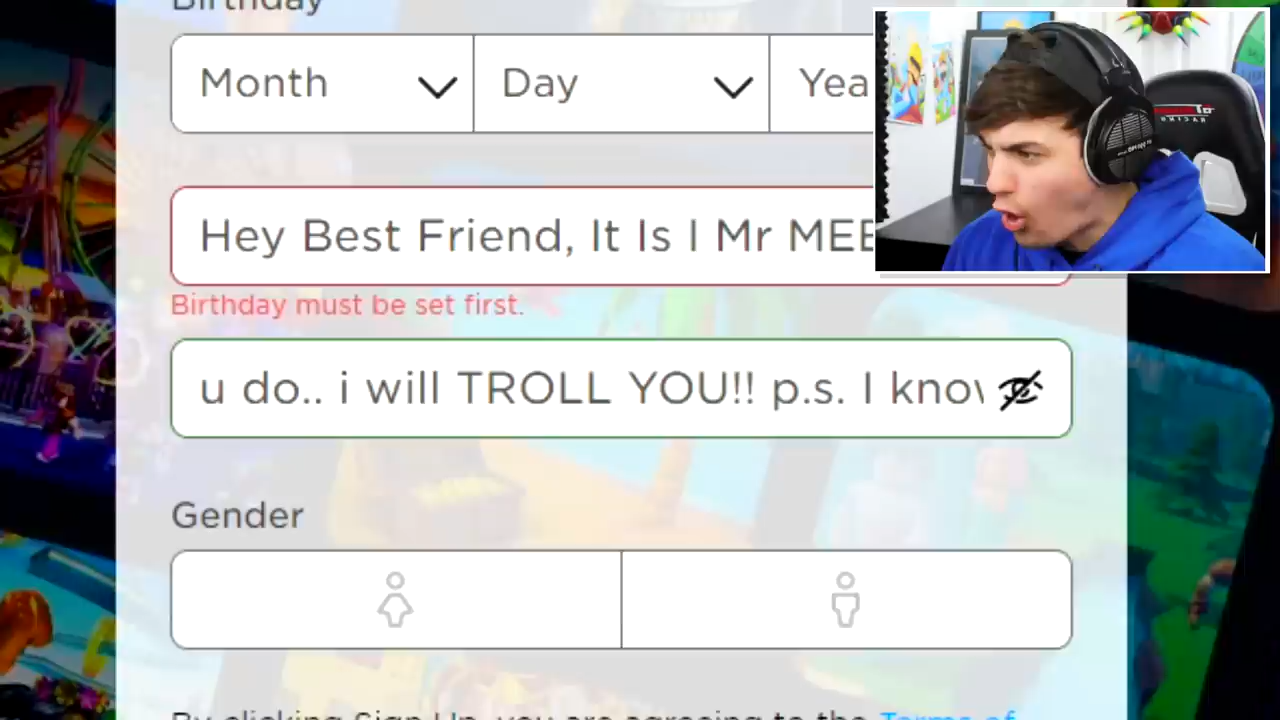 Birthday
Month Day Yea
Hey Best Friend, It Is I Mr MEE
Birthday must be set first.
u do.. i will TROLL YOU!! p.s. I know
Gender
By clicking Sign Up, you are agreeing to the Terms of